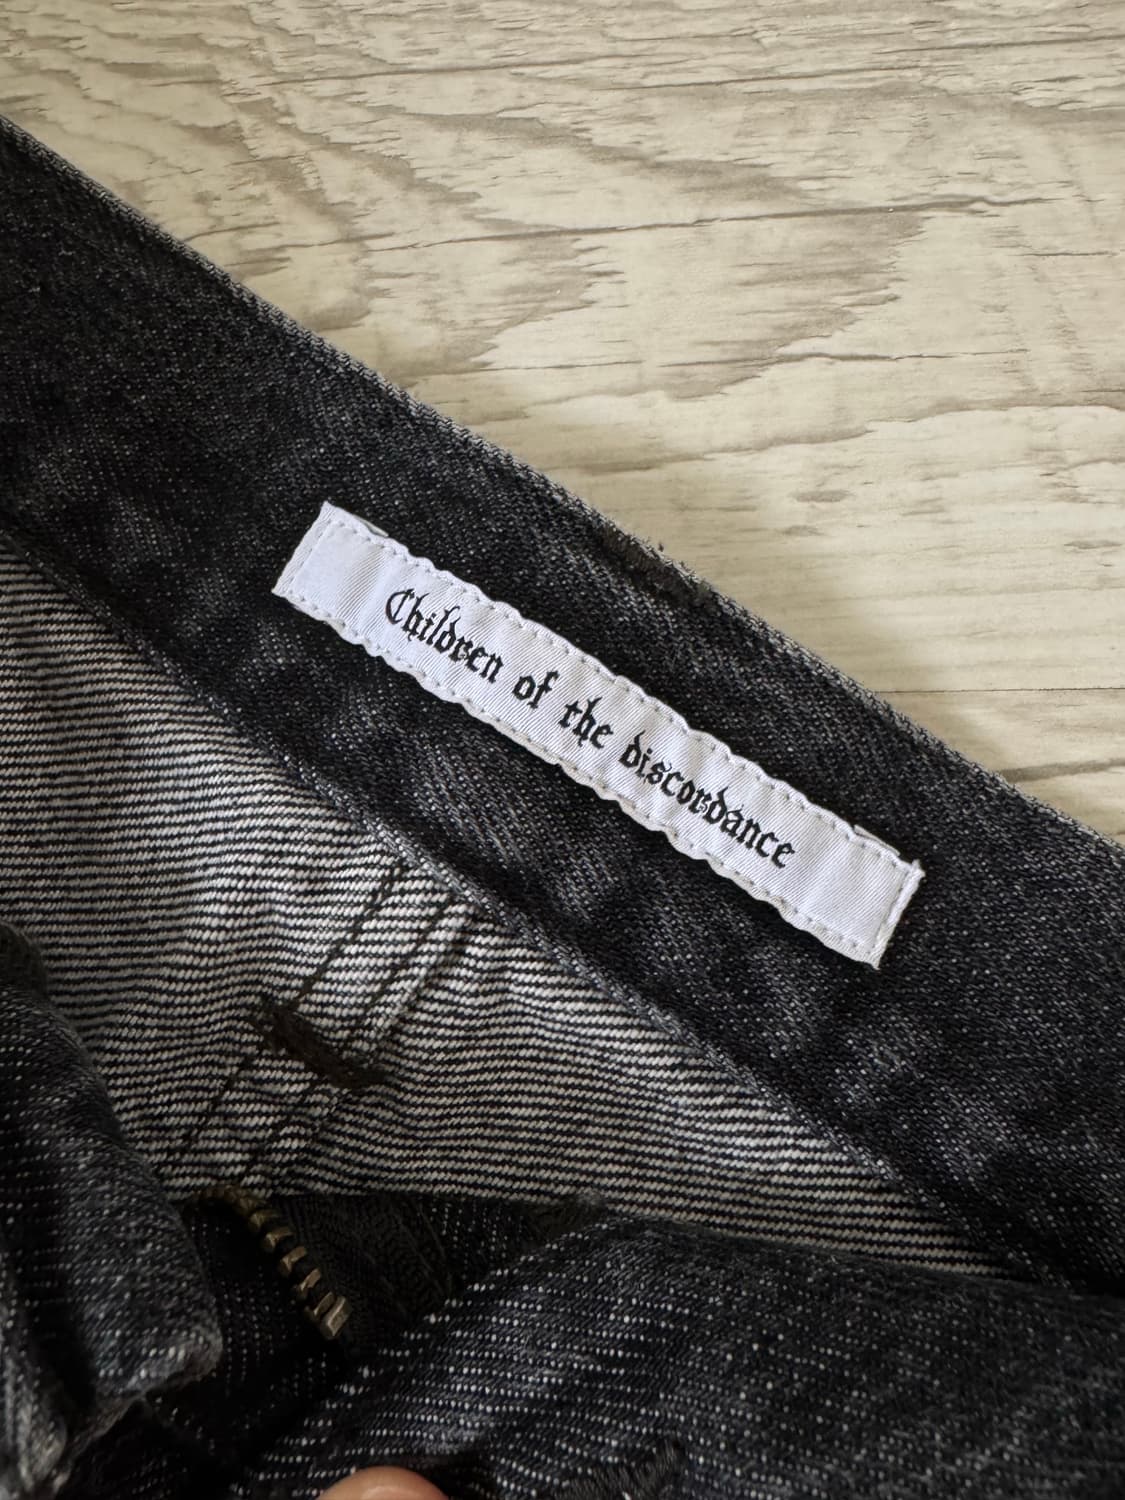 Children of the discordance